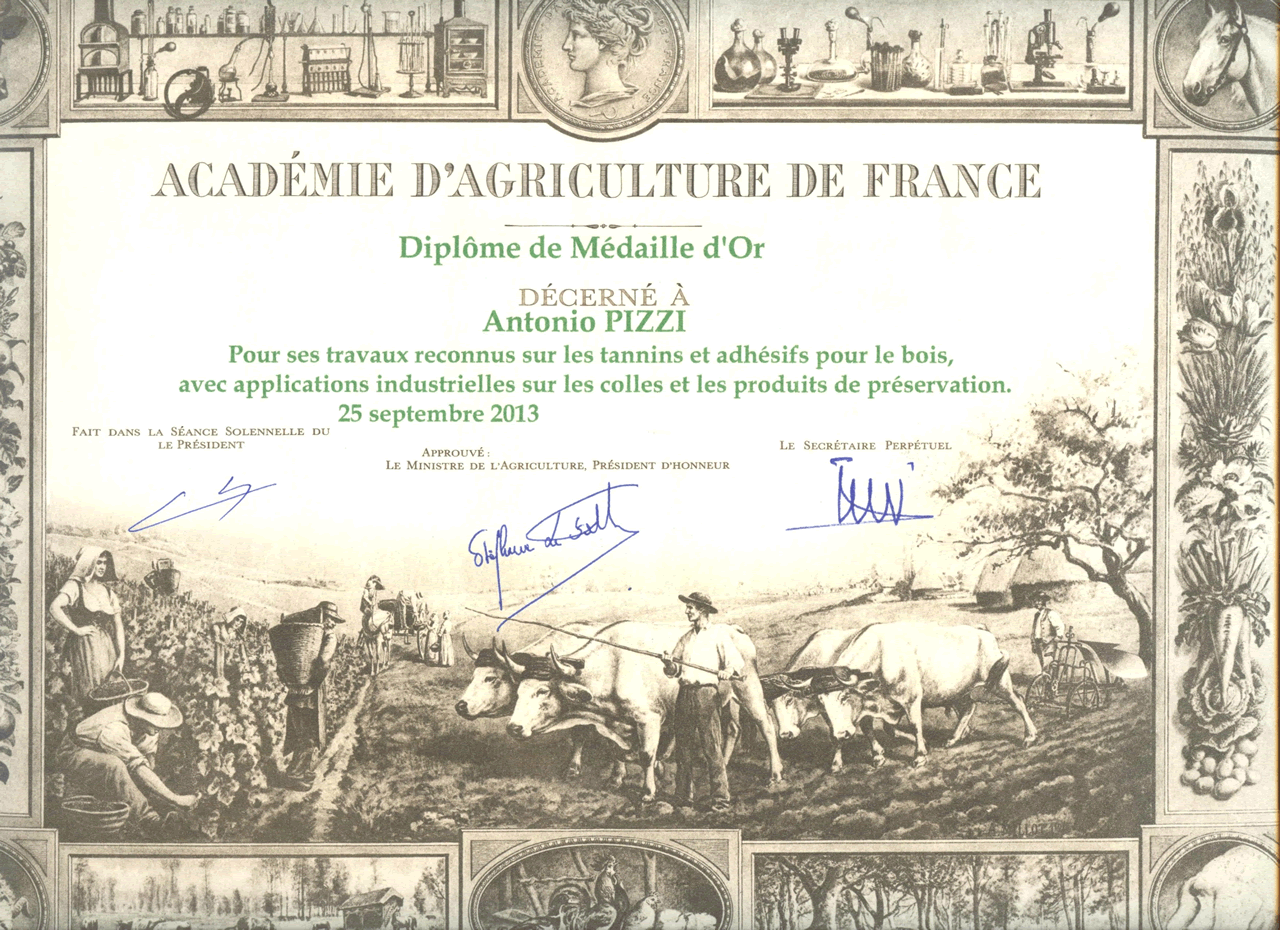 ACADÉMIE D'AGRICULTURE DE FRANCE
Diplôme de Médaille d'Or
DÉCERNÉ À
Antonio PIZZI
Pour ses travaux reconnus sur les tannins et adhésifs pour le bois,
avec applications industrielles sur les colles et les produits de préservation.
25 septembre 2013
FAIT DANS LA SÉANCE SOLENNELLE DU
LE PRÉSIDENT
APPROUVÉ :
LE MINISTRE DE L'AGRICULTURE, PRÉSIDENT D'HONNEUR
LE SECRÉTAIRE PERPÉTUEL